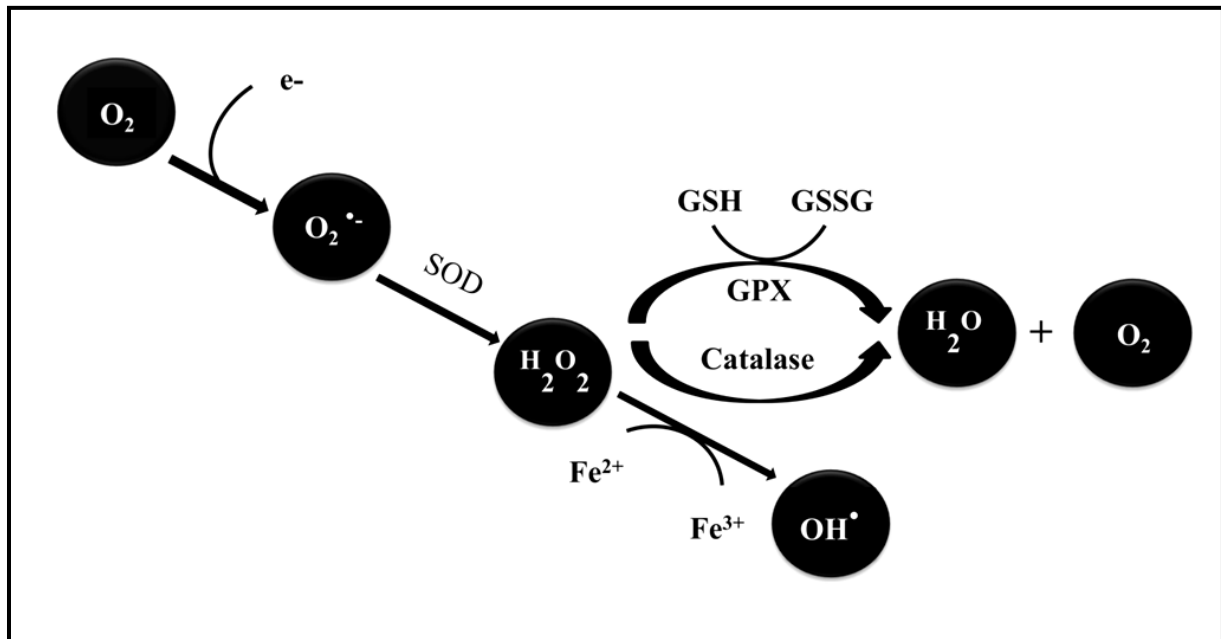 e-
O₂
O₂•-
SOD
GSH GSSG
GPX
Catalase
H₂O₂
H₂O + O₂
Fe²⁺
Fe³⁺
OH•